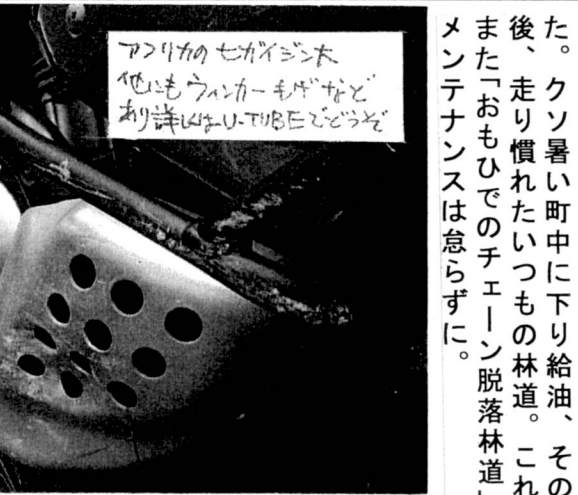 た。クソ暑い町中に下り給油、その
後、走り慣れたいつもの林道。これ
また「おもひでのチェーン脱落林道
メンテナンスは怠らずに。
アフリカのヒガイジン大
他にもウィンカーもげなど
あり詳しくはU-TUBEでどうぞ